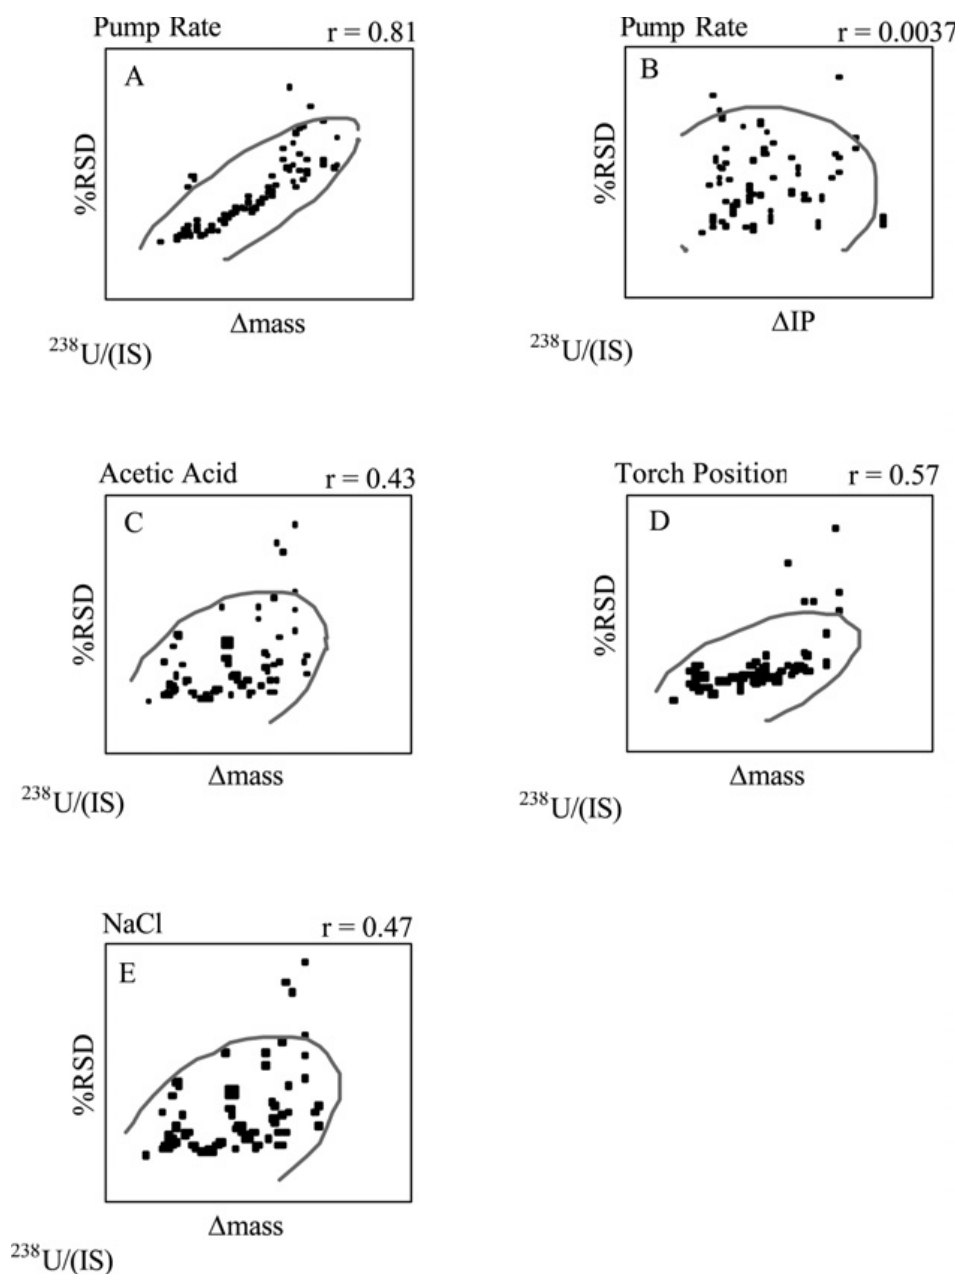 Pump Rate r = 0.81
A
%RSD
Δmass
²³⁸U/(IS)
Pump Rate r = 0.0037
B
%RSD
ΔIP
²³⁸U/(IS)
Acetic Acid r = 0.43
C
%RSD
Δmass
²³⁸U/(IS)
Torch Position r = 0.57
D
%RSD
Δmass
²³⁸U/(IS)
NaCl r = 0.47
E
%RSD
Δmass
²³⁸U/(IS)